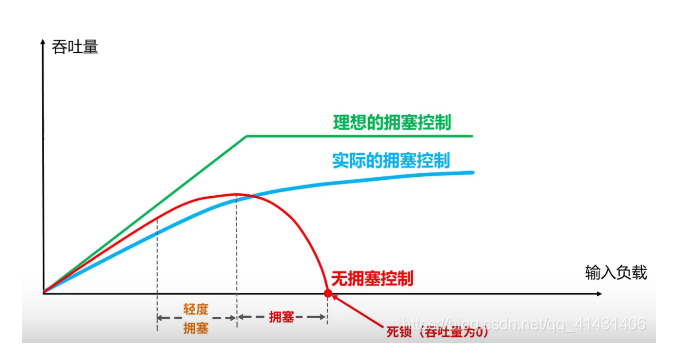 吞吐量
理想的拥塞控制
实际的拥塞控制
无拥塞控制
输入负载
轻度
拥塞
拥塞
死锁（吞吐量为0）
https://blog.csdn.net/qq_41431406